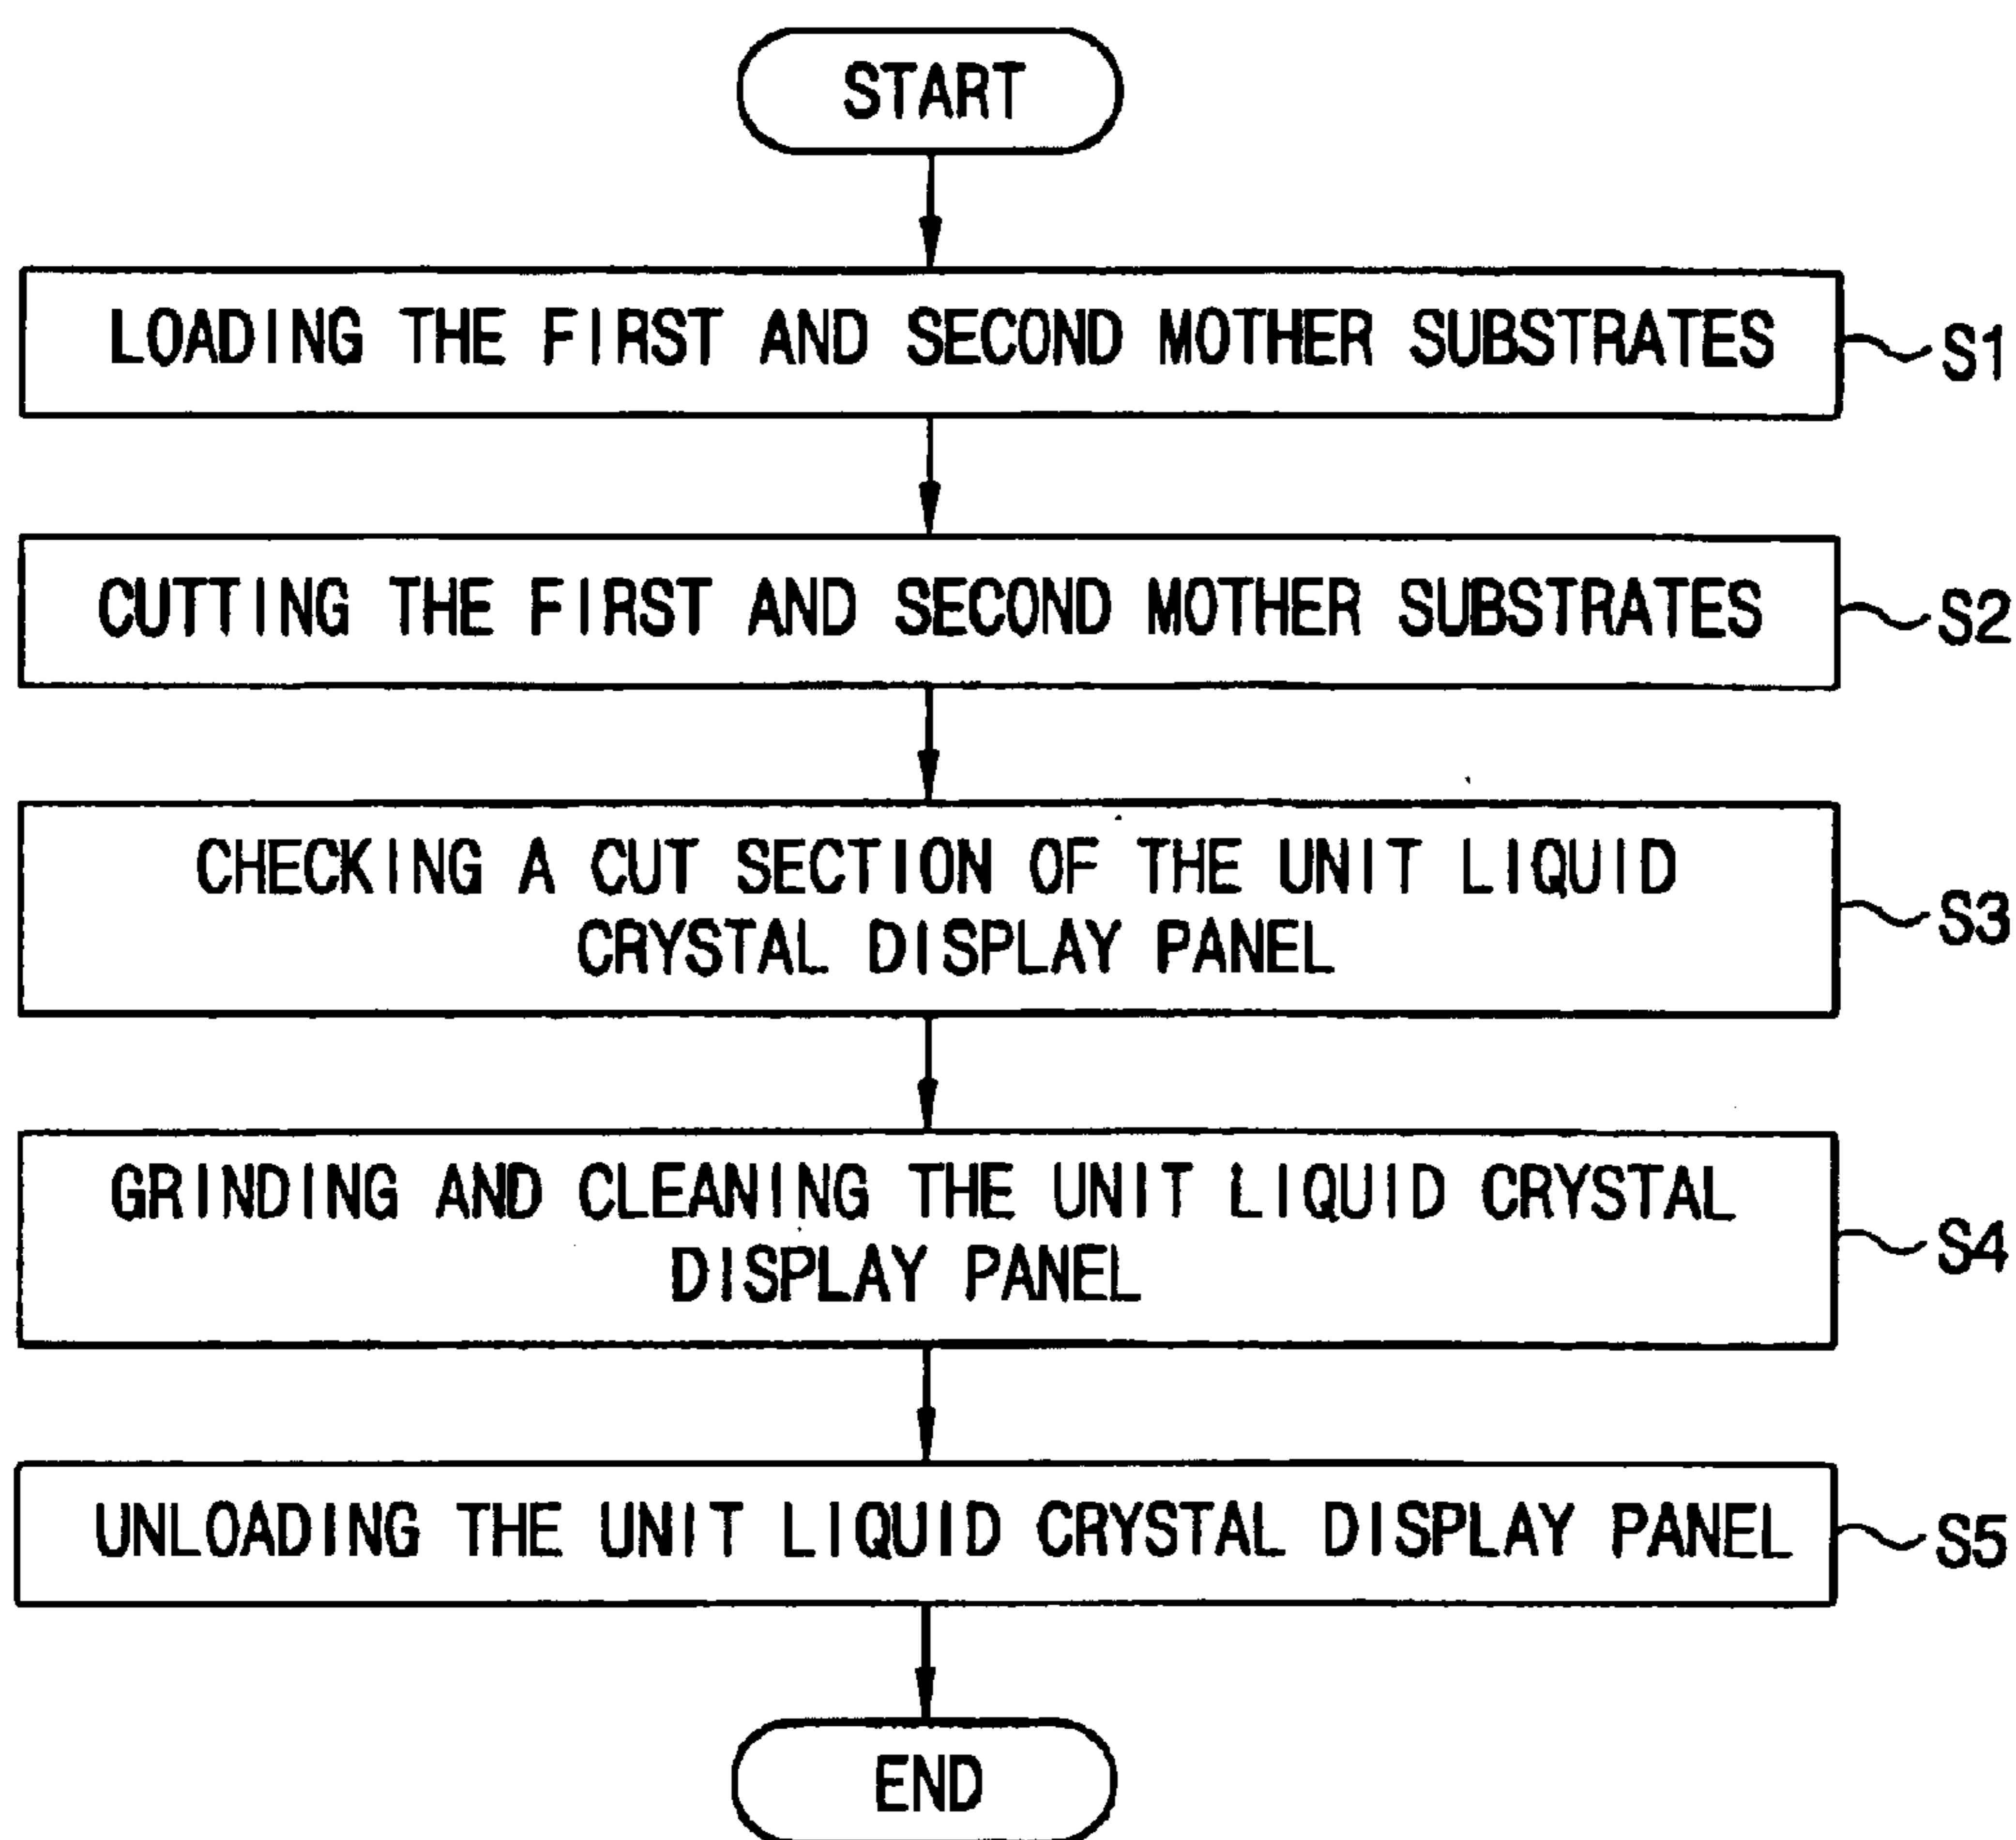 START
LOADING THE FIRST AND SECOND MOTHER SUBSTRATES
S1
CUTTING THE FIRST AND SECOND MOTHER SUBSTRATES
S2
CHECKING A CUT SECTION OF THE UNIT LIQUID
CRYSTAL DISPLAY PANEL
S3
GRINDING AND CLEANING THE UNIT LIQUID CRYSTAL
DISPLAY PANEL
S4
UNLOADING THE UNIT LIQUID CRYSTAL DISPLAY PANEL
S5
END